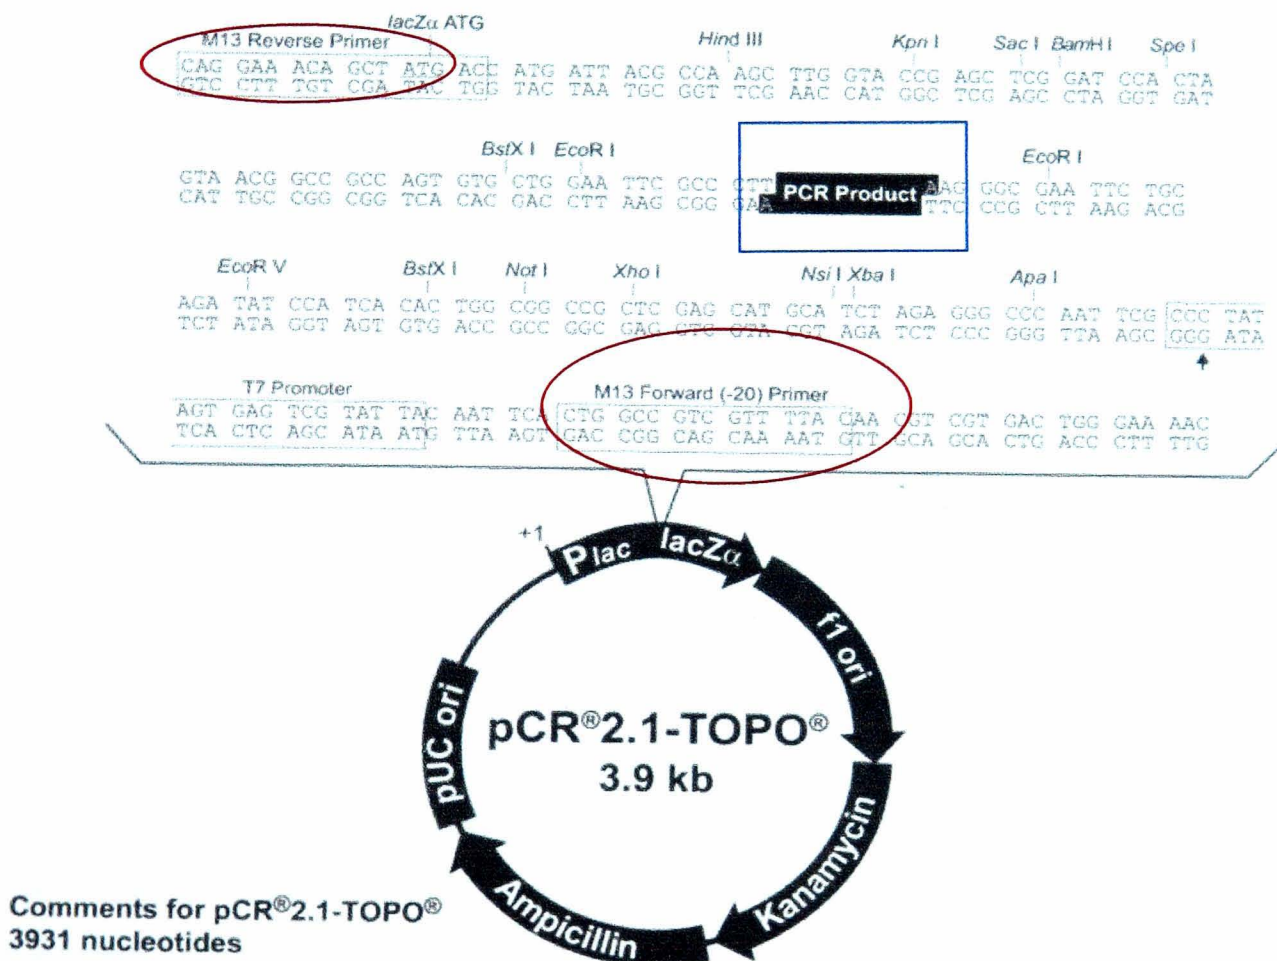 lacZα ATG
M13 Reverse Primer
Hind III Kpn I Sac I BamH I Spe I
CAG GAA ACA GCT ATG ACC ATG ATT ACG CCA AGC TTG GTA CCG AGC TCG GAT CCA CTA
GTC CTT TGT CGA TAC TGG TAC TAA TGC GGT TCG AAC CAT GGC TCG AGC CTA GGT GAT
BstX I EcoR I EcoR I
GTA ACG GCC GCC AGT GTG CTG GAA TTC GCC CTT PCR Product AAG GGC GAA TTC TGC
CAT TGC CGG CGG TCA CAC GAC CTT AAG CGG GAA TTC CCG CTT AAG ACG
EcoR V BstX I Not I Xho I Nsi I Xba I Apa I
AGA TAT CCA TCA CAC TGG CGG CCG CTC GAG CAT GCA TCT AGA GGG CCC AAT TCG CCC TAT
TCT ATA GGT AGT GTG ACC GCC GGC GAG CTC GTA CGT AGA TCT CCC GGG TTA AGC GGG ATA
T7 Promoter M13 Forward (-20) Primer
AGT GAG TCG TAT TAC AAT TCA CTG GCC GTC GTT TTA CAA CGT CGT GAC TGG GAA AAC
TCA CTC AGC ATA ATG TTA AGT GAC CGG CAG CAA AAT GTT GCA GCA CTG ACC CTT TTG
+1
Plac lacZα
f1 ori
pUC ori
pCR®2.1-TOPO®
3.9 kb
Kanamycin
Ampicillin
Comments for pCR®2.1-TOPO®
3931 nucleotides